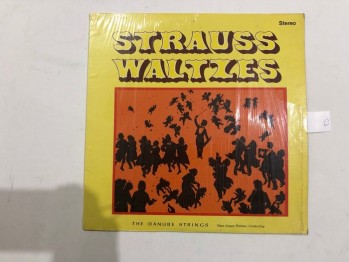 Stereo
STRAUSS
WALTZES
THE DANUBE STRINGS